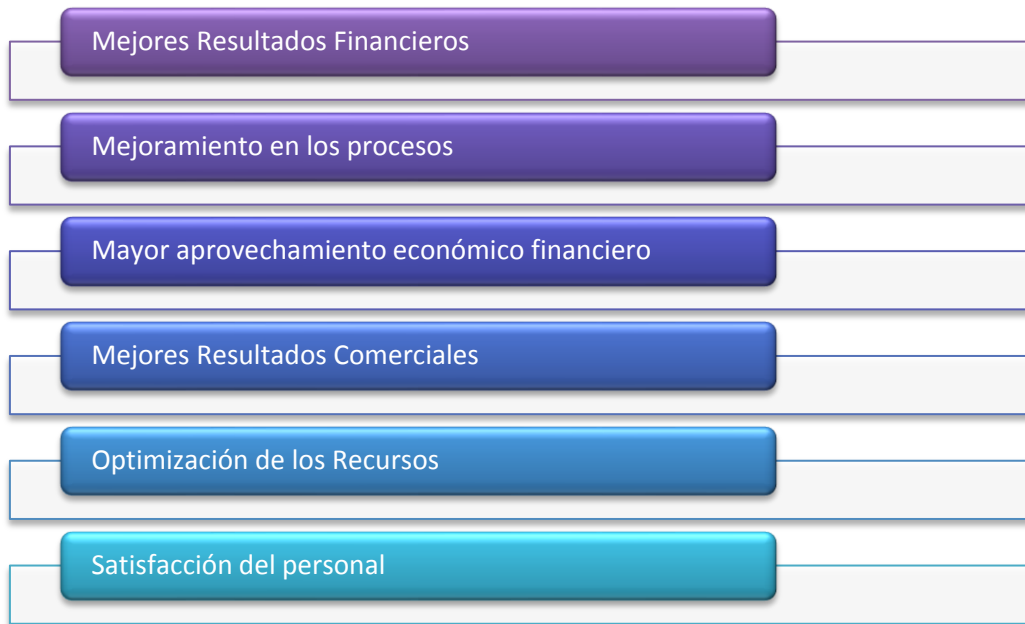 Mejores Resultados Financieros
Mejoramiento en los procesos
Mayor aprovechamiento económico financiero
Mejores Resultados Comerciales
Optimización de los Recursos
Satisfacción del personal